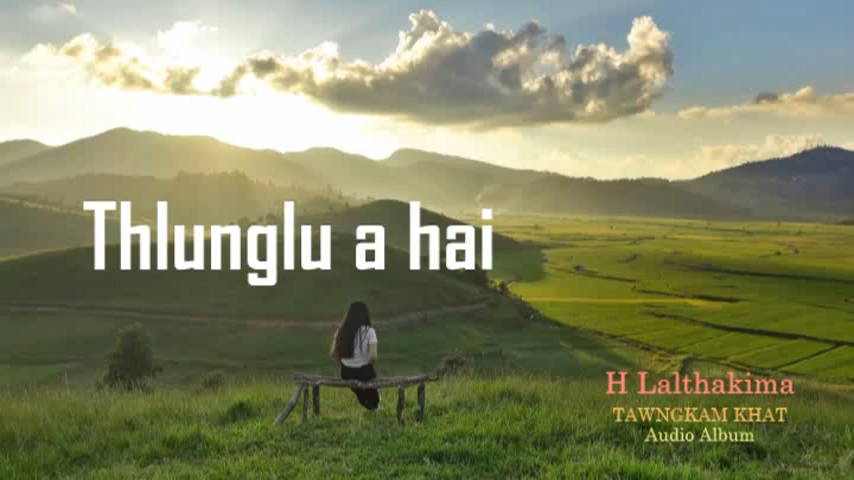 Thlunglu a hai
H Lalthakima
TAWNGKAM KHAT
Audio Album